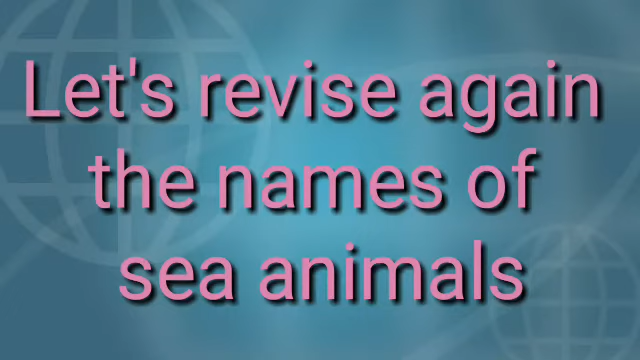 Let's revise again
the names of
sea animals